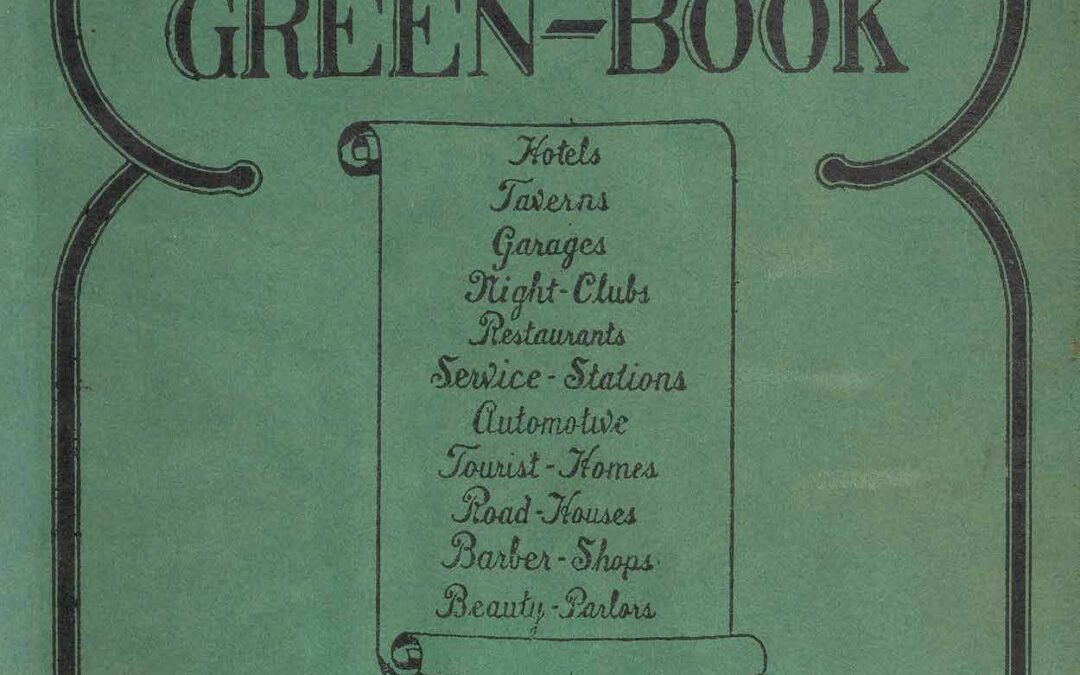 GREEN-BOOK
Hotels
Taverns
Garages
Night-Clubs
Restaurants
Service-Stations
Automotive
Tourist-Homes
Road-Houses
Barber-Shops
Beauty-Parlors